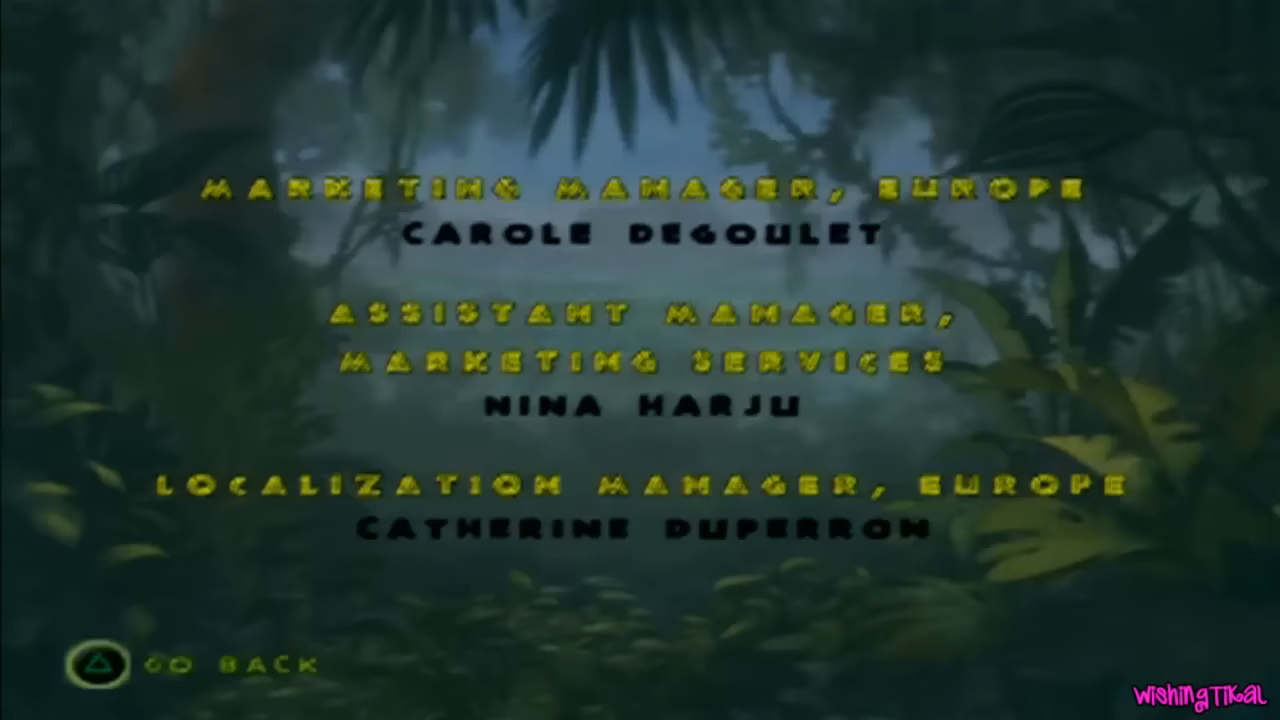 MARKETING MANAGER, EUROPE
CAROLE DEGOULET
ASSISTANT MANAGER,
MARKETING SERVICES
NINA HARJU
LOCALIZATION MANAGER, EUROPE
CATHERINE DUPERRON
GO BACK
WishingTikal